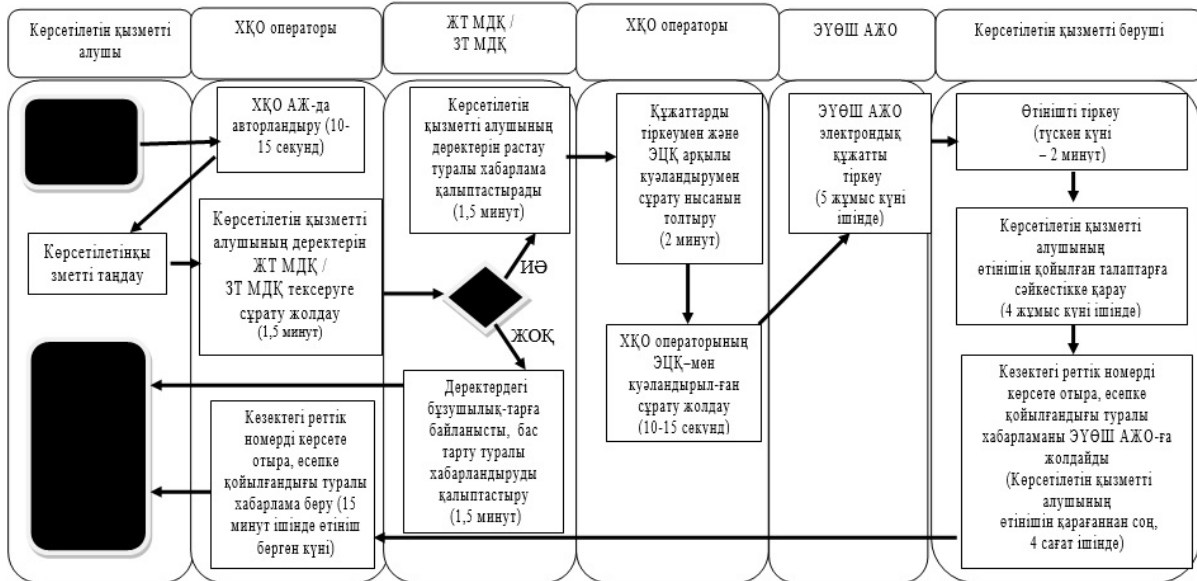 Көрсетілетін қызметті
алушы
ХҚО операторы
ЖТ МДҚ /
ЗТ МДҚ
ХҚО операторы
ЭҮӨШ АЖО
Көрсетілетін қызметті беруші
ХҚО АЖ-да
авторландыру (10-
15 секунд)
Көрсетілетінқы
зметті таңдау
Көрсетілетін қызметті
алушының деректерін
ЖТ МДҚ /
ЗТ МДҚ тексеруге
сұрату жолдау
(1,5 минут)
Көрсетілетін
қызметті алушының
деректерін растау
туралы хабарлама
қалыптастырады
(1,5 минут)
ИӘ
ЖОҚ
Деректердегі
бұзушылық-тарға
байланысты, бас
тарту туралы
хабарландыруды
қалыптастыру
(1,5 минут)
Құжаттарды
тіркеумен және
ЭЦҚ арқылы
куәландырумен
сұрату нысанын
толтыру
(2 минут)
ХҚО операторының
ЭЦҚ–мен
куәландырыл-ған
сұрату жолдау
(10-15 секунд)
ЭҮӨШ АЖО
электрондық
құжатты
тіркеу
(5 жұмыс күні
ішінде)
Өтінішті тіркеу
(түскен күні
– 2 минут)
Көрсетілетін қызметті
алушының
өтінішін қойылған талаптарға
сәйкестікке қарау
(4 жұмыс күні ішінде)
Кезектегі реттік номерді
көрсете отыра, есепке
қойылғандығы туралы
хабарламаны ЭҮӨШ АЖО-ға
жолдайды
(Көрсетілетін қызметті
алушының
өтінішін қарағаннан соң,
4 сағат ішінде)
Кезектегі реттік
номерді көрсете
отыра, есепке
қойылғандығы туралы
хабарлама беру (15
минут ішінде өтініш
берген күні)